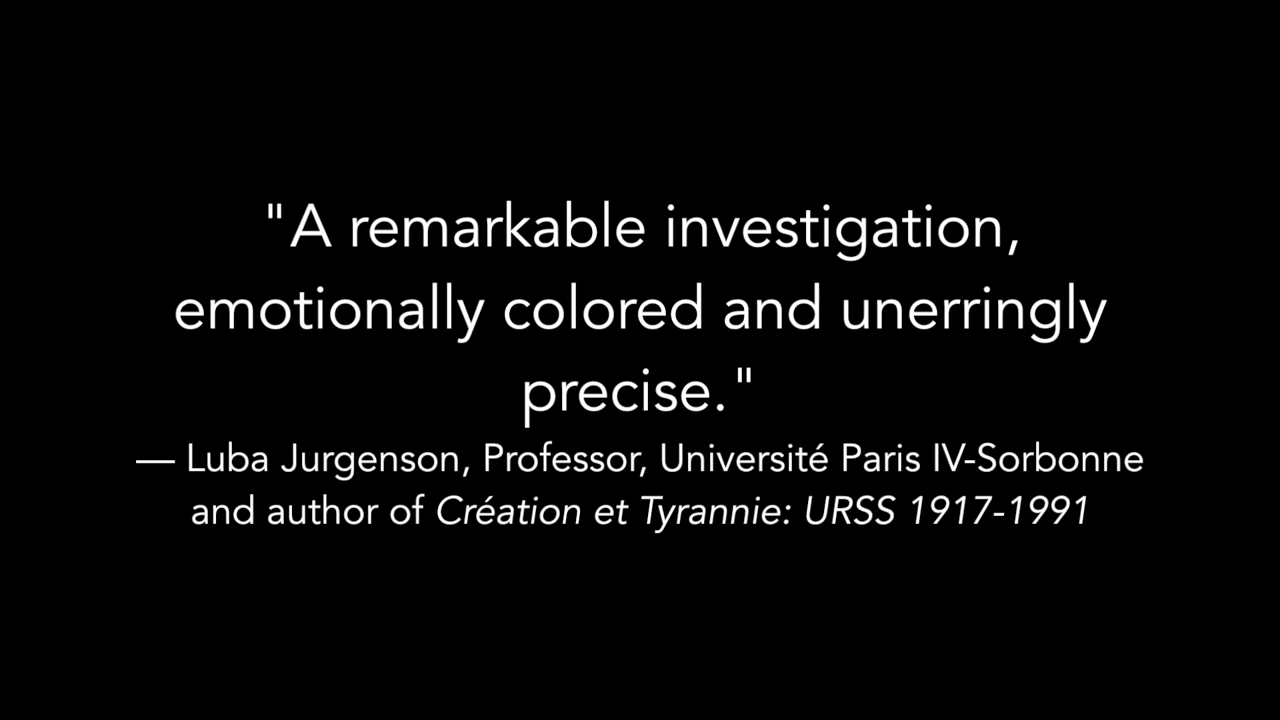 "A remarkable investigation,
emotionally colored and unerringly
precise."
— Luba Jurgenson, Professor, Université Paris IV-Sorbonne
and author of Création et Tyrannie: URSS 1917-1991